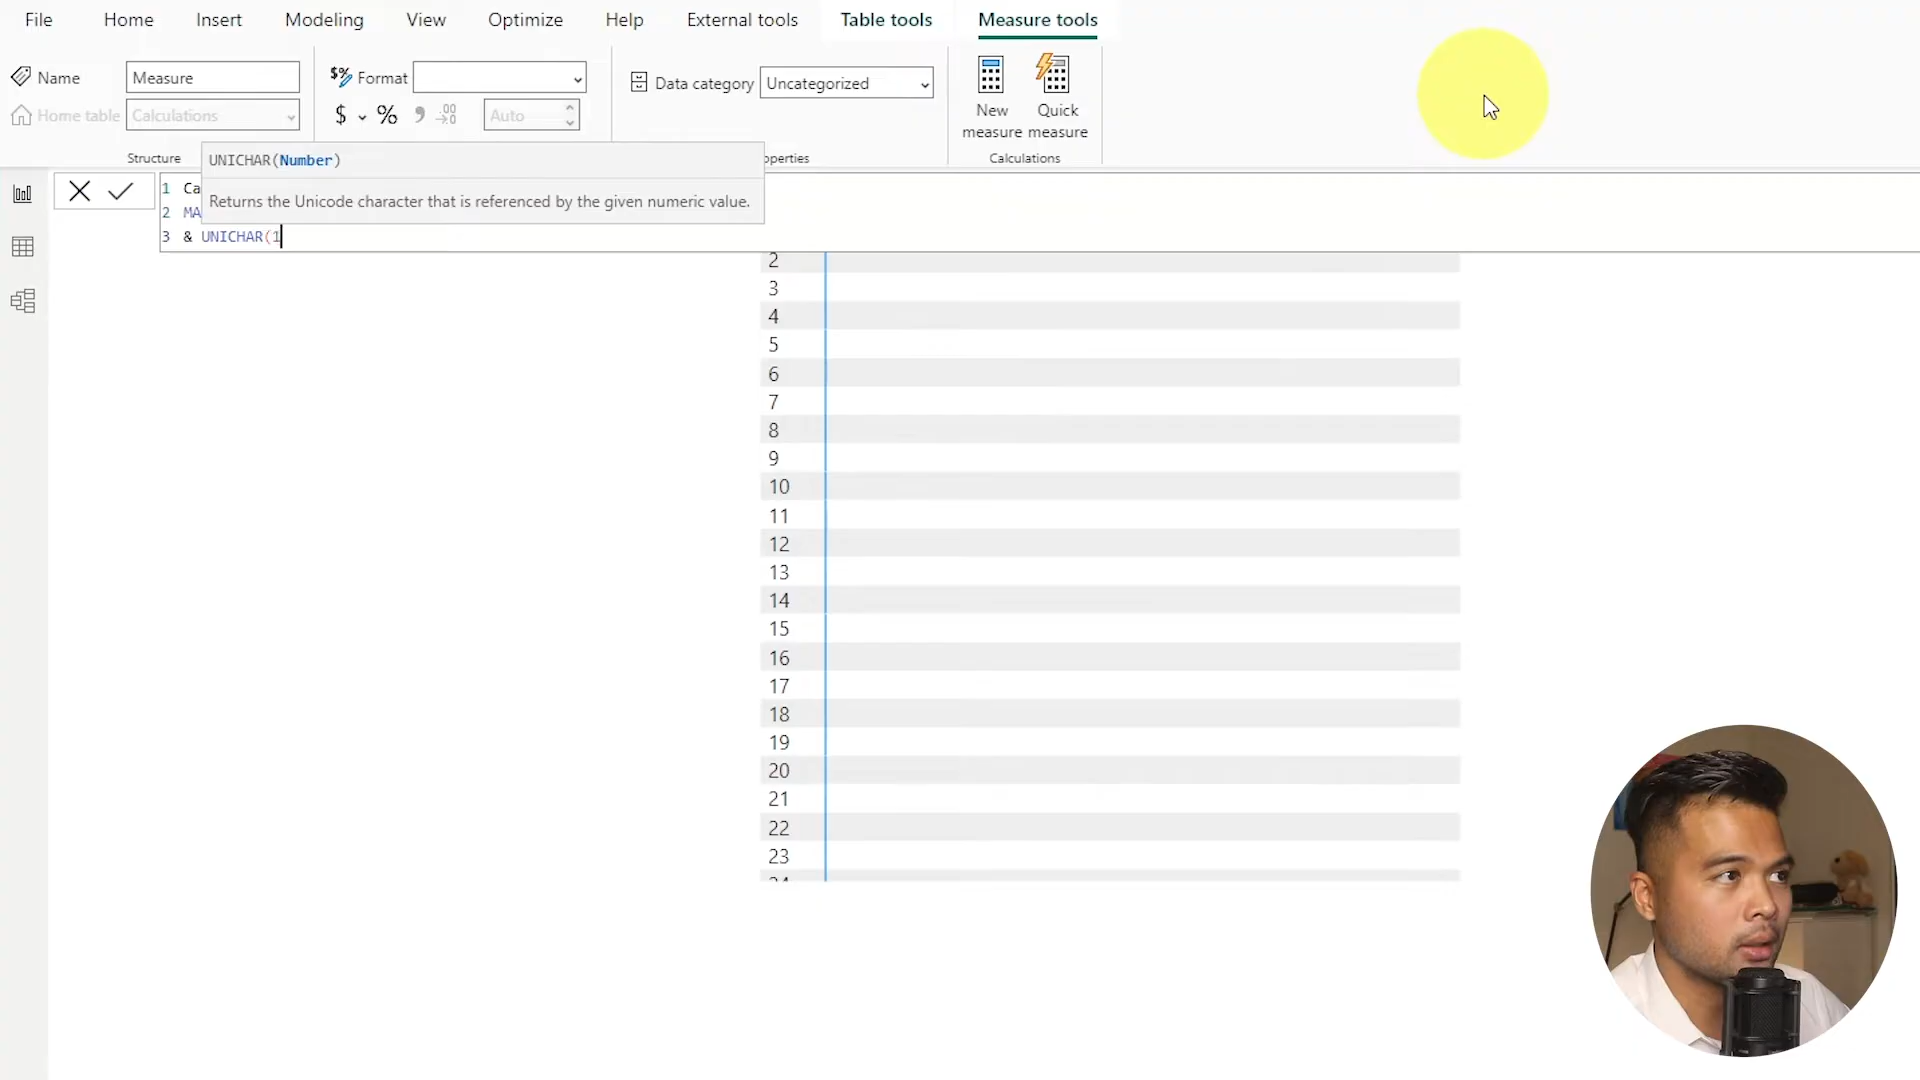 File Home Insert Modeling View Optimize Help External tools Table tools Measure tools
Name Measure
Home table Calculations
Structure
$% Format
$ % , .00 →.0 Auto
Data category Uncategorized
operties
New measure
Quick measure
Calculations
UNICHAR(Number)
Returns the Unicode character that is referenced by the given numeric value.
1 Ca
2 MA
3 & UNICHAR(1
2
3
4
5
6
7
8
9
10
11
12
13
14
15
16
17
18
19
20
21
22
23